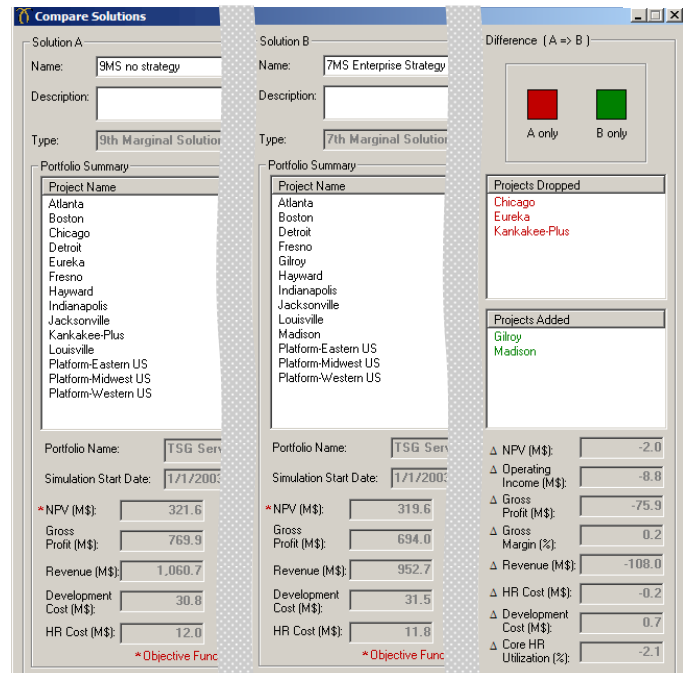 Compare Solutions
Solution A
Name: 9MS no strategy
Description:
Type: 9th Marginal Solution
Portfolio Summary
Project Name
Atlanta
Boston
Chicago
Detroit
Eureka
Fresno
Hayward
Indianapolis
Jacksonville
Kankakee-Plus
Louisville
Platform-Eastern US
Platform-Midwest US
Platform-Western US
Portfolio Name: TSG Serv
Simulation Start Date: 1/1/2003
*NPV (M$): 321.6
Gross
Profit (M$): 769.9
Revenue (M$): 1,060.7
Development
Cost (M$): 30.8
HR Cost (M$): 12.0
*Objective Func
Solution B
Name: 7MS Enterprise Strategy
Description:
Type: 7th Marginal Solution
Portfolio Summary
Project Name
Atlanta
Boston
Detroit
Fresno
Gilroy
Hayward
Indianapolis
Jacksonville
Louisville
Madison
Platform-Eastern US
Platform-Midwest US
Platform-Western US
Portfolio Name: TSG Serv
Simulation Start Date: 1/1/2003
*NPV (M$): 319.6
Gross
Profit (M$): 694.0
Revenue (M$): 952.7
Development
Cost (M$): 31.5
HR Cost (M$): 11.8
*Objective Func
Difference ( A => B )
A only B only
Projects Dropped
Chicago
Eureka
Kankakee-Plus
Projects Added
Gilroy
Madison
Δ NPV (M$): -2.0
Δ Operating
Income (M$): -8.8
Δ Gross
Profit (M$): -75.9
Δ Gross
Margin (%): 0.2
Δ Revenue (M$): -108.0
Δ HR Cost (M$): -0.2
Δ Development
Cost (M$): 0.7
Δ Core HR
Utilization (%): -2.1